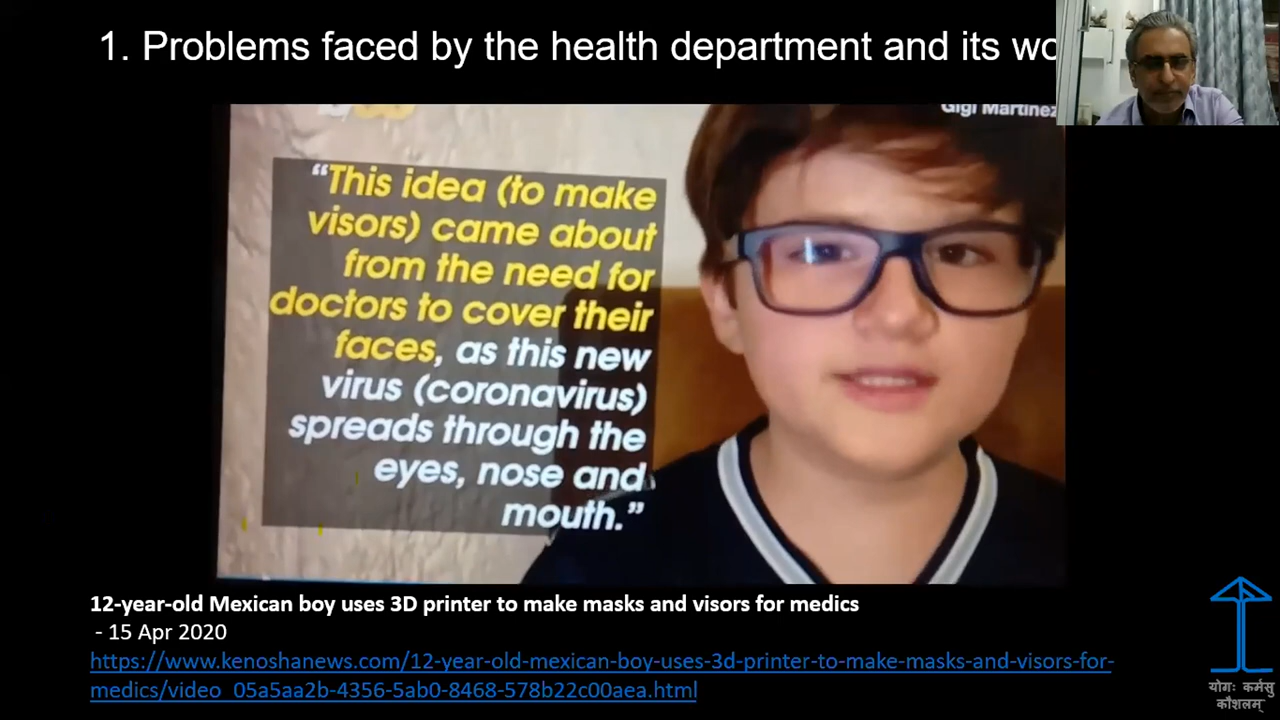 1. Problems faced by the health department and its wo
Gigi Martinez
“This idea (to make
visors) came about
from the need for
doctors to cover their
faces, as this new
virus (coronavirus)
spreads through the
eyes, nose and
mouth.”
12-year-old Mexican boy uses 3D printer to make masks and visors for medics
- 15 Apr 2020
https://www.kenoshanews.com/12-year-old-mexican-boy-uses-3d-printer-to-make-masks-and-visors-for-
medics/video_05a5aa2b-4356-5ab0-8468-578b22c00aea.html
योगः कर्मसु
कौशलम्